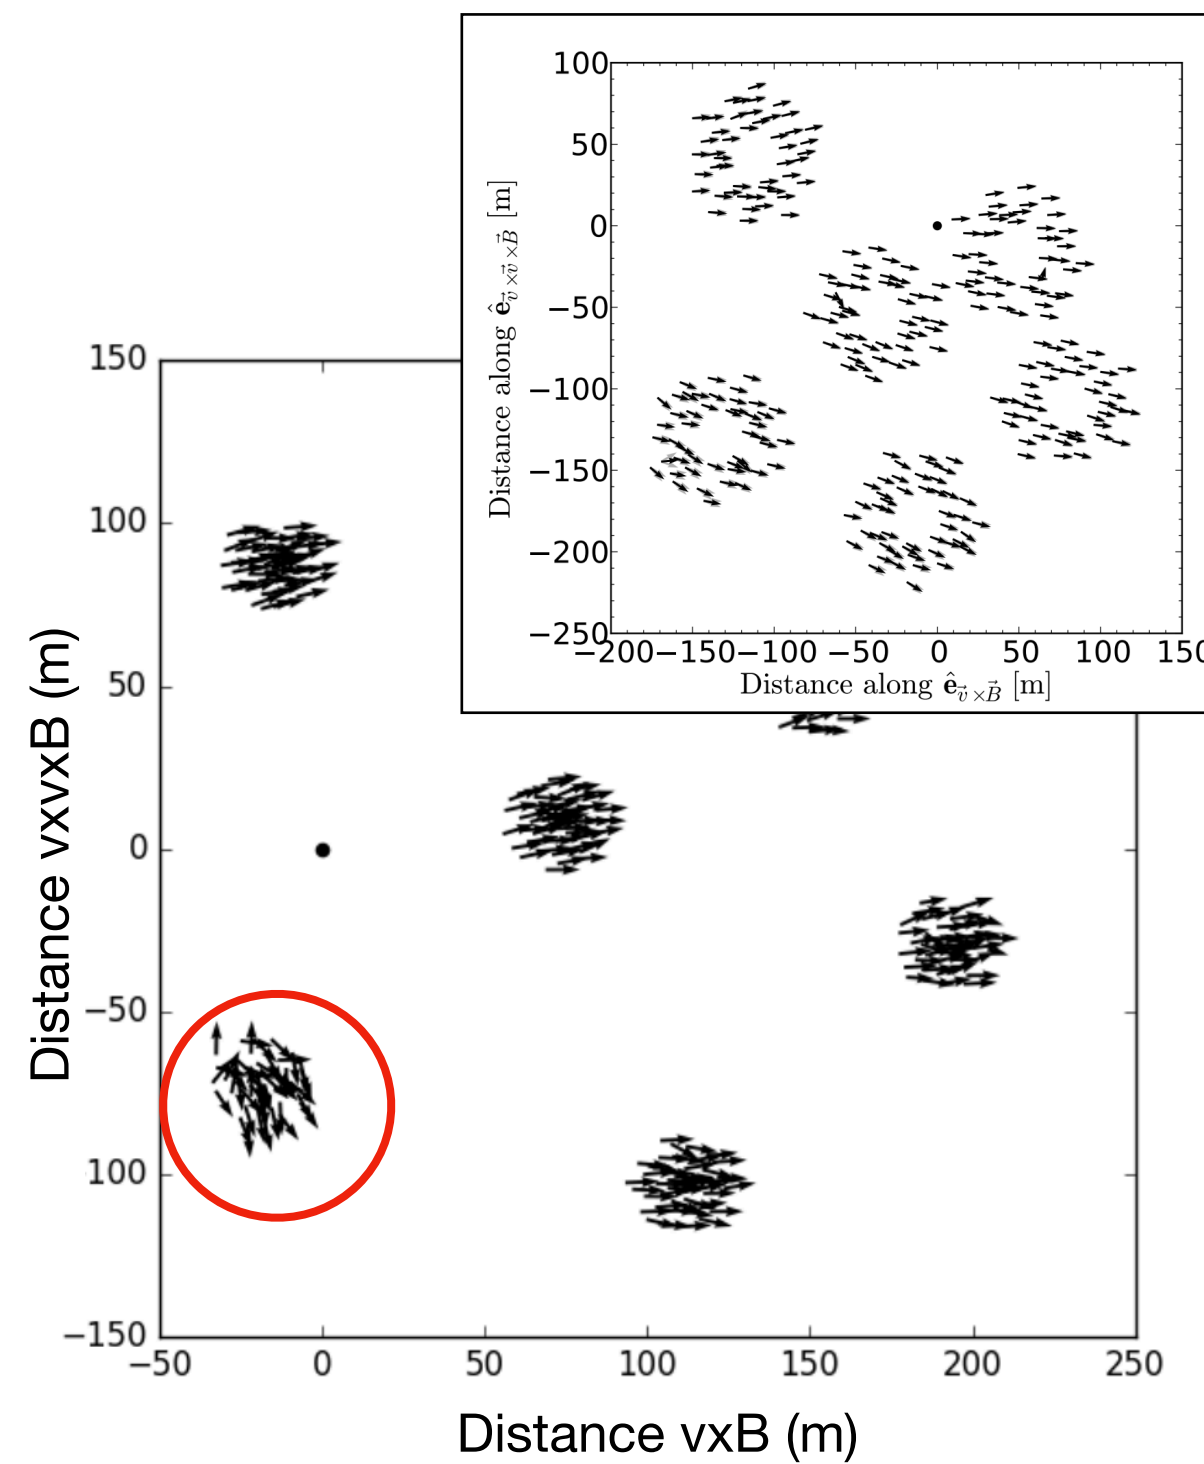 100
50
0
−50
−100
−150
−200
−250
−200 −150 −100 −50 0 50 100 150
Distance along ê_{v⃗×v⃗×B⃗} [m]
Distance along ê_{v⃗×B⃗} [m]
150
100
50
0
−50
100
−150
−50 0 50 100 150 200 250
Distance vxvxB (m)
Distance vxB (m)